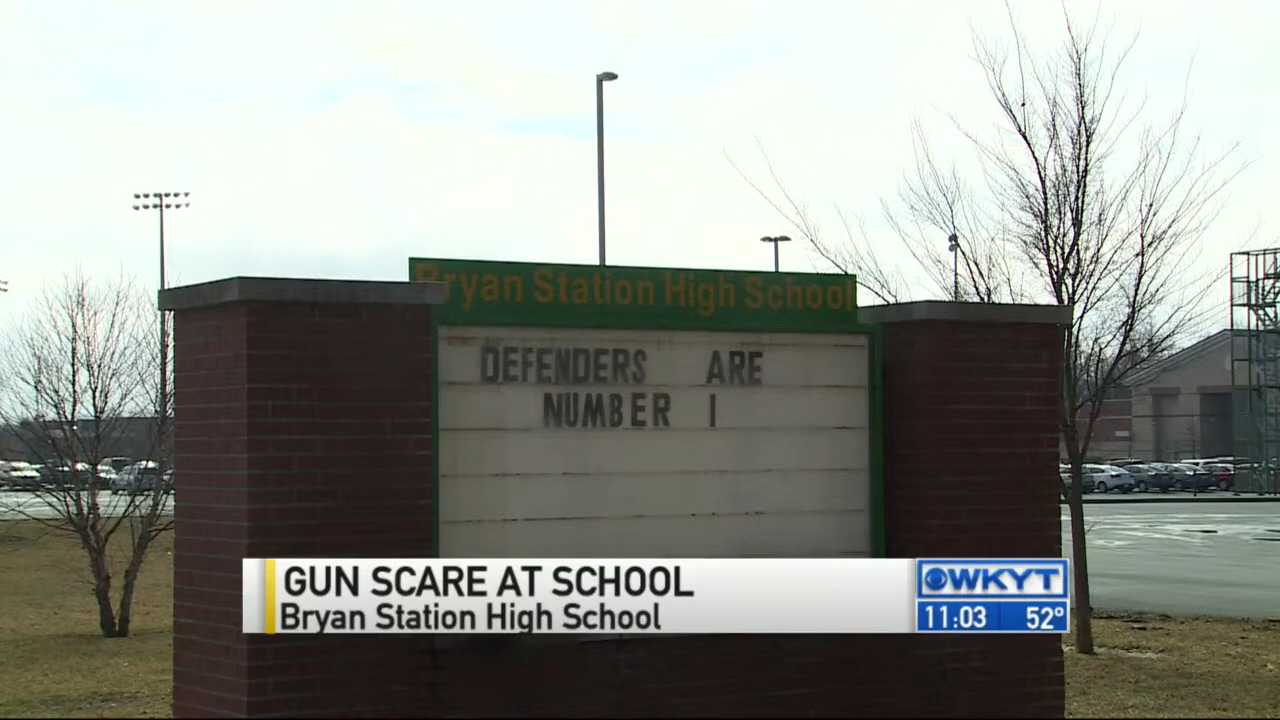 Bryan Station High School
DEFENDERS ARE
NUMBER 1
GUN SCARE AT SCHOOL
Bryan Station High School
WKYT
11:03 52°